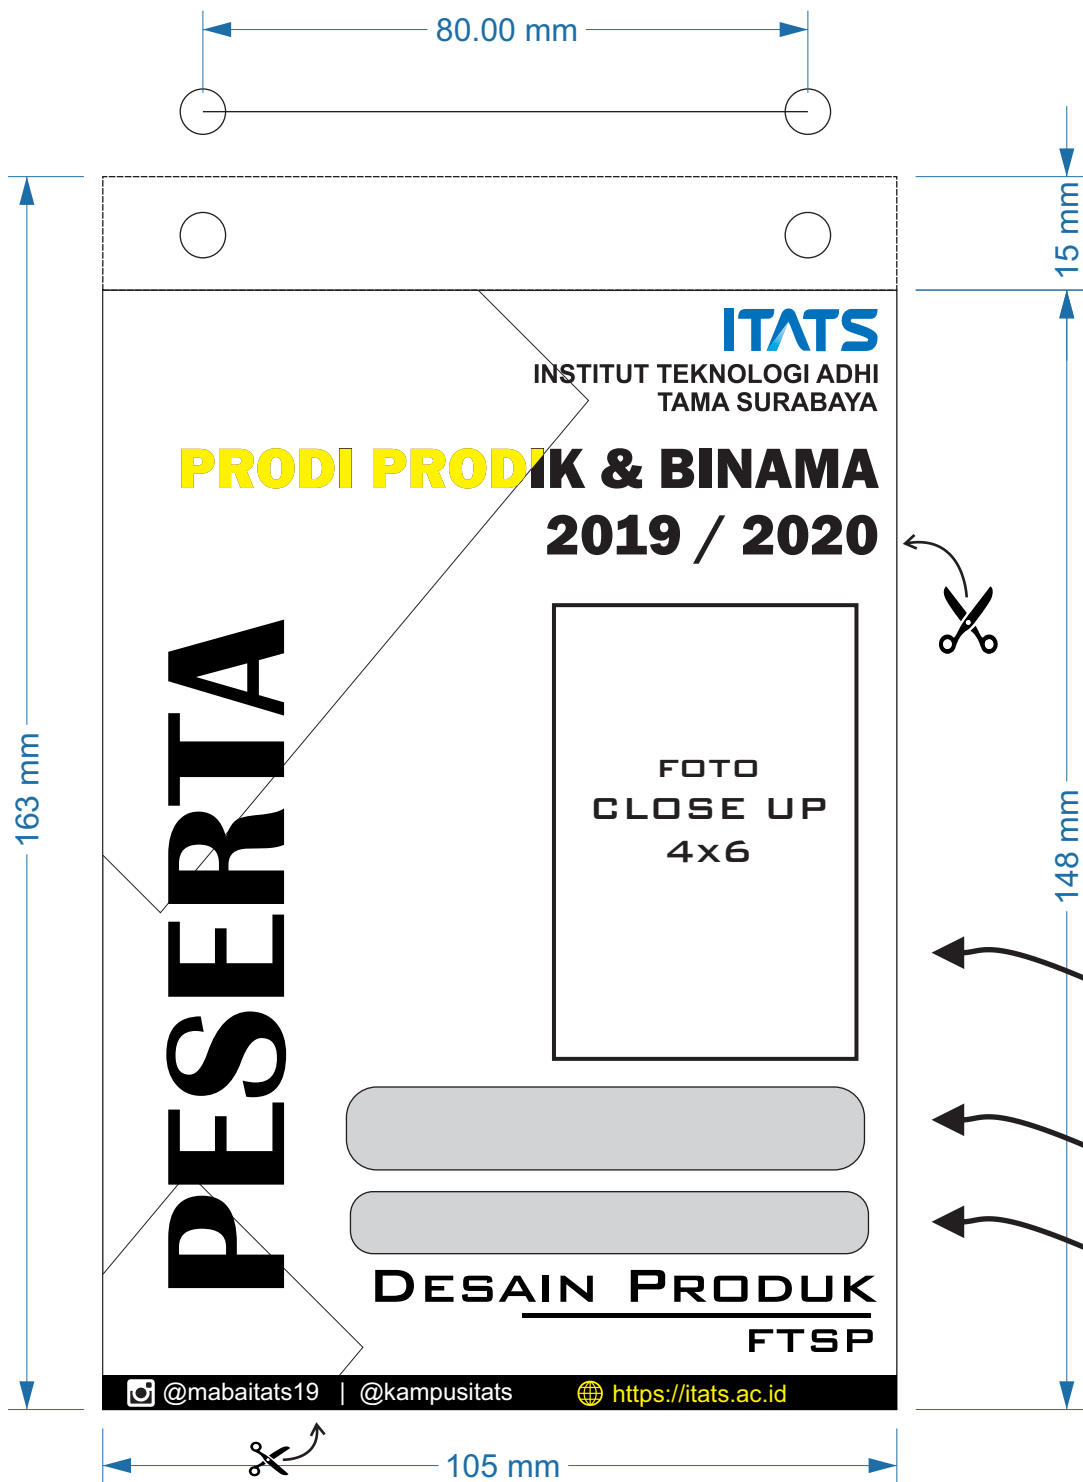 80.00 mm
15 mm
ITATS
INSTITUT TEKNOLOGI ADHI
TAMA SURABAYA
PRODI PRODIK & BINAMA
2019 / 2020
PESERTA
163 mm
FOTO
CLOSE UP
4x6
148 mm
DESAIN PRODUK
FTSP
@mabaitats19 | @kampusitats https://itats.ac.id
105 mm